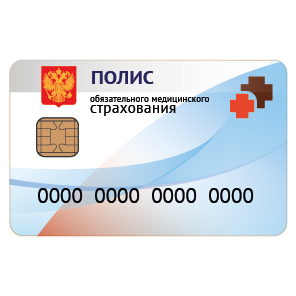 ПОЛИС
обязательного медицинского
страхования
0000 0000 0000 0000